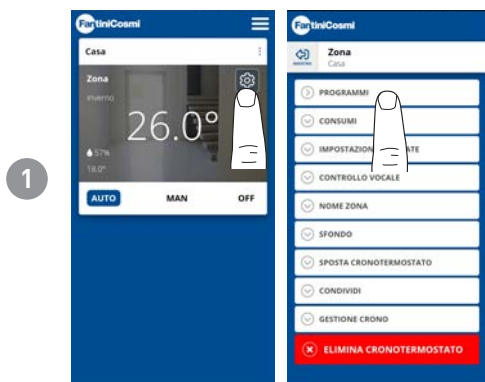 1
FantiniCosmi
Casa
Zona
inverno
26.0°
57%
18.0°
AUTO MAN OFF
FantiniCosmi
INDIETRO
Zona
Casa
PROGRAMMI
CONSUMI
CONTROLLO VOCALE
NOME ZONA
SFONDO
SPOSTA CRONOTERMOSTATO
CONDIVIDI
GESTIONE CRONO
ELIMINA CRONOTERMOSTATO